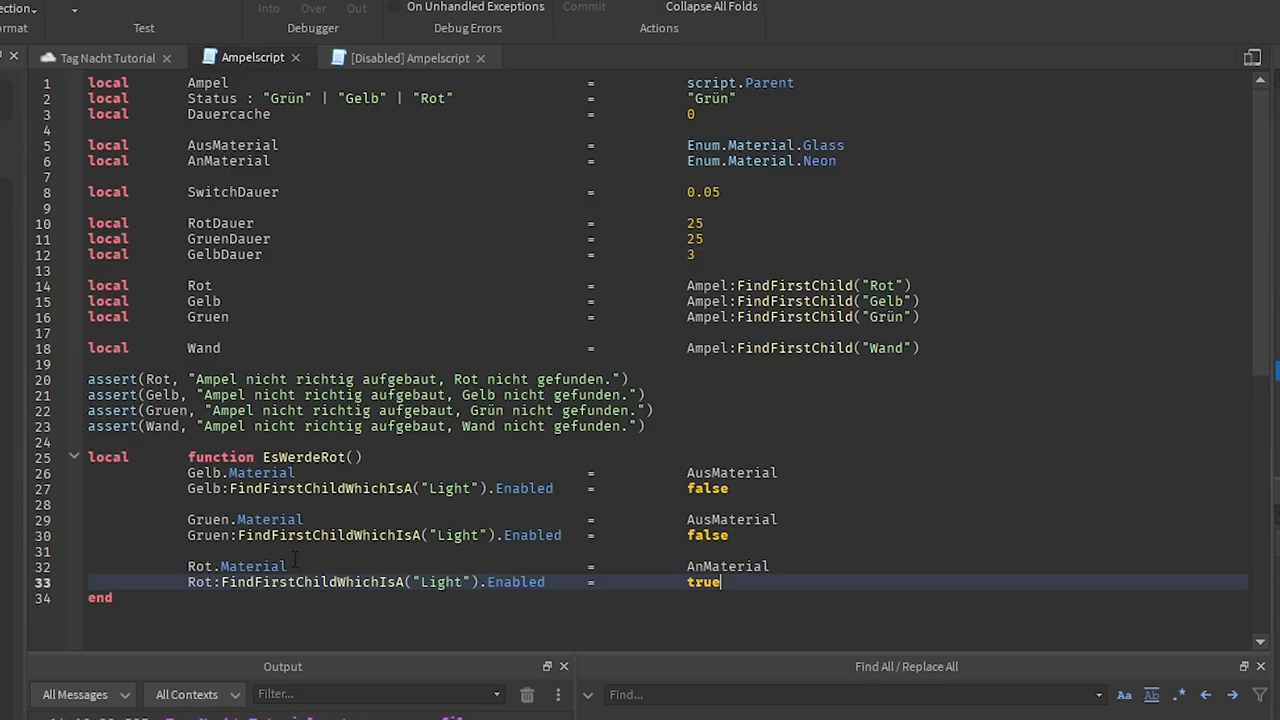 ection
Into Over Out
On Unhandled Exceptions
Commit
Collapse All Folds
ormat
Test
Debugger
Debug Errors
Actions
Tag Nacht Tutorial
Ampelscript
[Disabled] Ampelscript
1 local Ampel = script.Parent
2 local Status : "Grün" | "Gelb" | "Rot" = "Grün"
3 local Dauercache = 0
4
5 local AusMaterial = Enum.Material.Glass
6 local AnMaterial = Enum.Material.Neon
7
8 local SwitchDauer = 0.05
9
10 local RotDauer = 25
11 local GruenDauer = 25
12 local GelbDauer = 3
13
14 local Rot = Ampel:FindFirstChild("Rot")
15 local Gelb = Ampel:FindFirstChild("Gelb")
16 local Gruen = Ampel:FindFirstChild("Grün")
17
18 local Wand = Ampel:FindFirstChild("Wand")
19
20 assert(Rot, "Ampel nicht richtig aufgebaut, Rot nicht gefunden.")
21 assert(Gelb, "Ampel nicht richtig aufgebaut, Gelb nicht gefunden.")
22 assert(Gruen, "Ampel nicht richtig aufgebaut, Grün nicht gefunden.")
23 assert(Wand, "Ampel nicht richtig aufgebaut, Wand nicht gefunden.")
24
25 local function EsWerdeRot()
26 Gelb.Material = AusMaterial
27 Gelb:FindFirstChildWhichIsA("Light").Enabled = false
28
29 Gruen.Material = AusMaterial
30 Gruen:FindFirstChildWhichIsA("Light").Enabled = false
31
32 Rot.Material = AnMaterial
33 Rot:FindFirstChildWhichIsA("Light").Enabled = true
34 end
Output
Find All / Replace All
All Messages
All Contexts
Filter...
Find...
Aa
Ab
.*